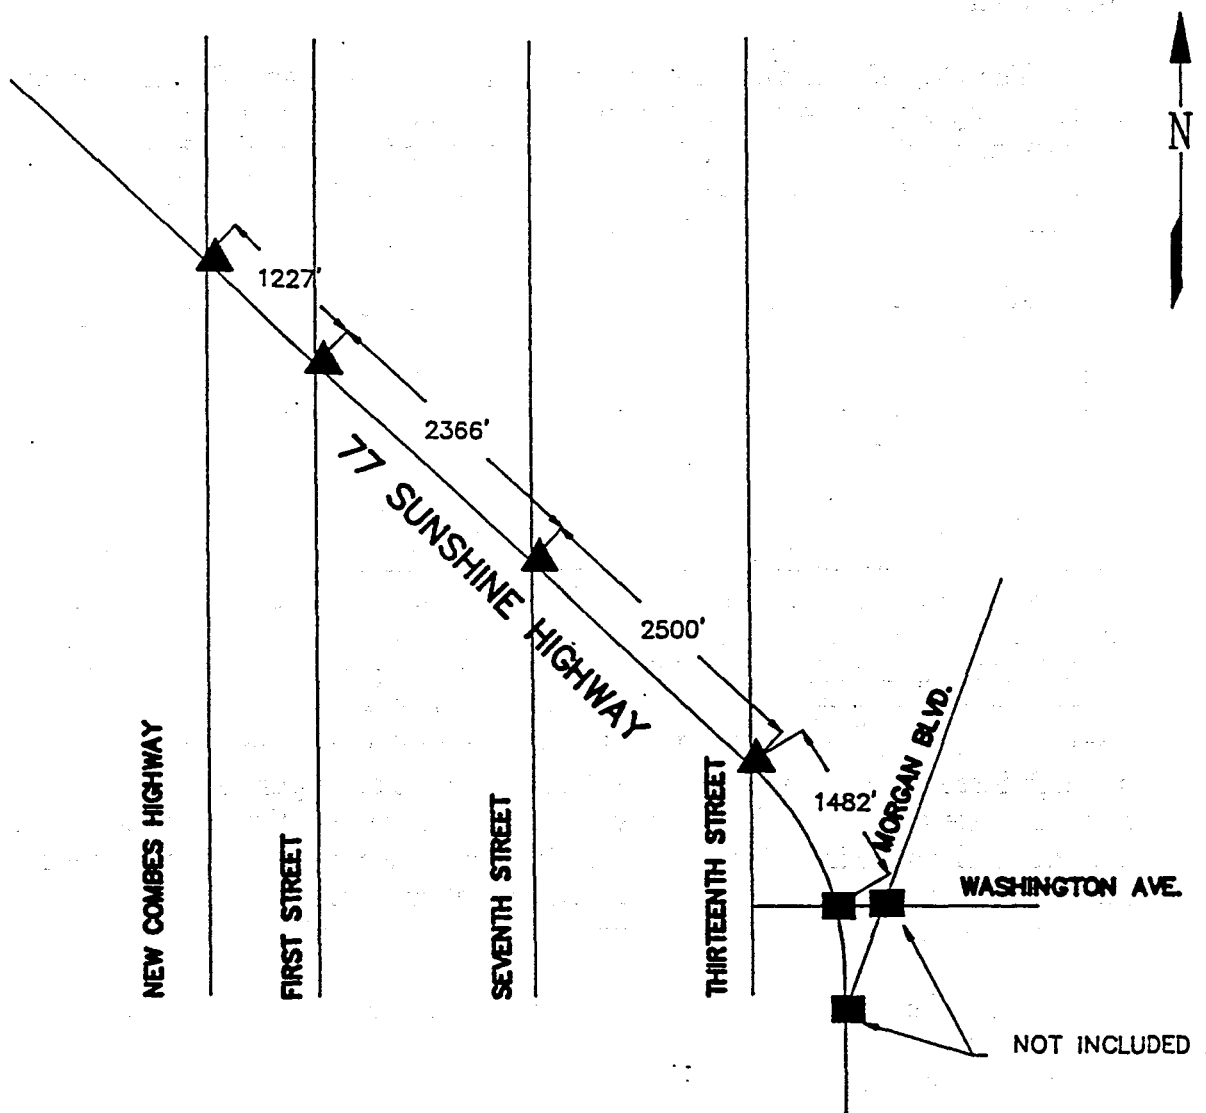 N
1227'
2366'
77 SUNSHINE HIGHWAY
2500'
1482'
MORGAN BLVD.
WASHINGTON AVE.
NEW COMBES HIGHWAY
FIRST STREET
SEVENTH STREET
THIRTEENTH STREET
NOT INCLUDED